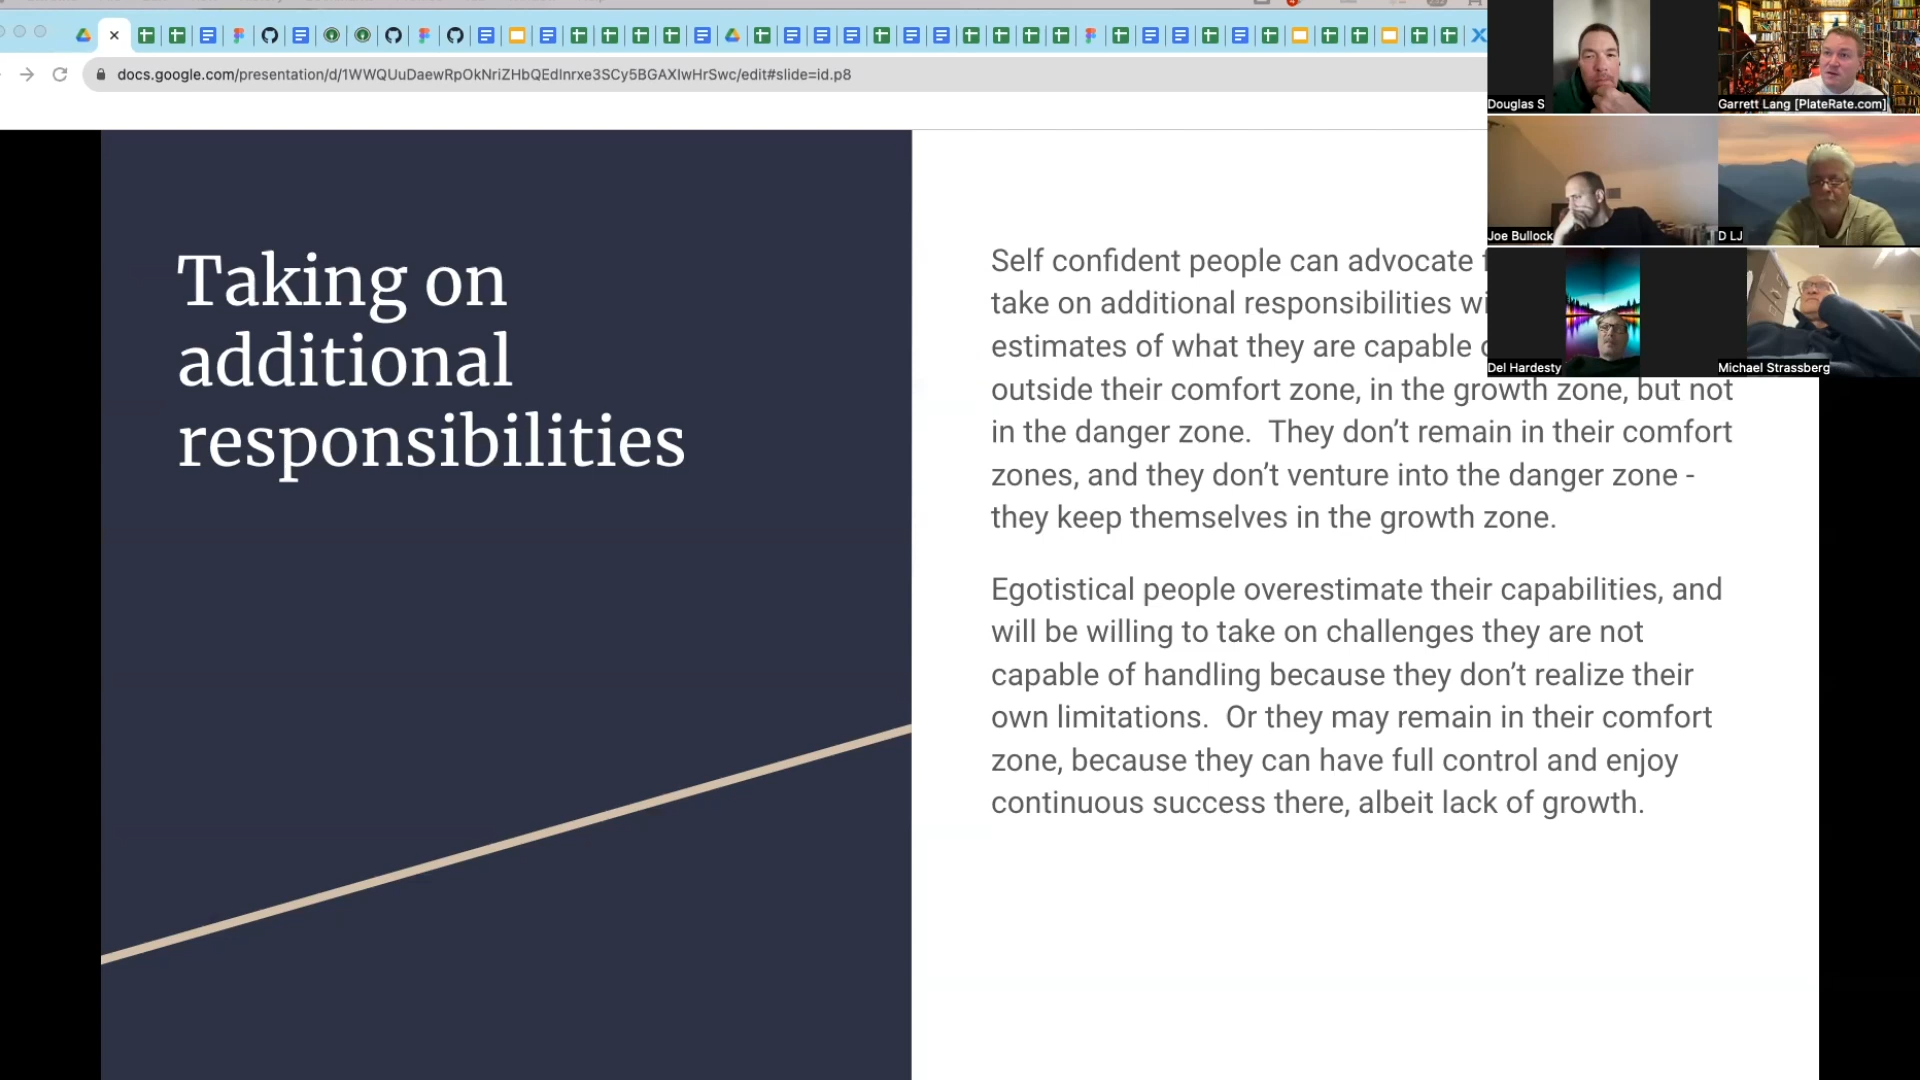 docs.google.com/presentation/d/1WWQUuDaewRpOkNriZHbQEdlnrxe3SCy5BGAXlwHrSwc/edit#slide=id.p8
Douglas S
Garrett Lang [PlateRate.com]
Joe Bullock
D LJ
Del Hardesty
Michael Strassberg
Taking on
additional
responsibilities
Self confident people can advocate
take on additional responsibilities
estimates of what they are capable
outside their comfort zone, in the growth zone, but not
in the danger zone.  They don’t remain in their comfort
zones, and they don’t venture into the danger zone -
they keep themselves in the growth zone.
Egotistical people overestimate their capabilities, and
will be willing to take on challenges they are not
capable of handling because they don’t realize their
own limitations.  Or they may remain in their comfort
zone, because they can have full control and enjoy
continuous success there, albeit lack of growth.